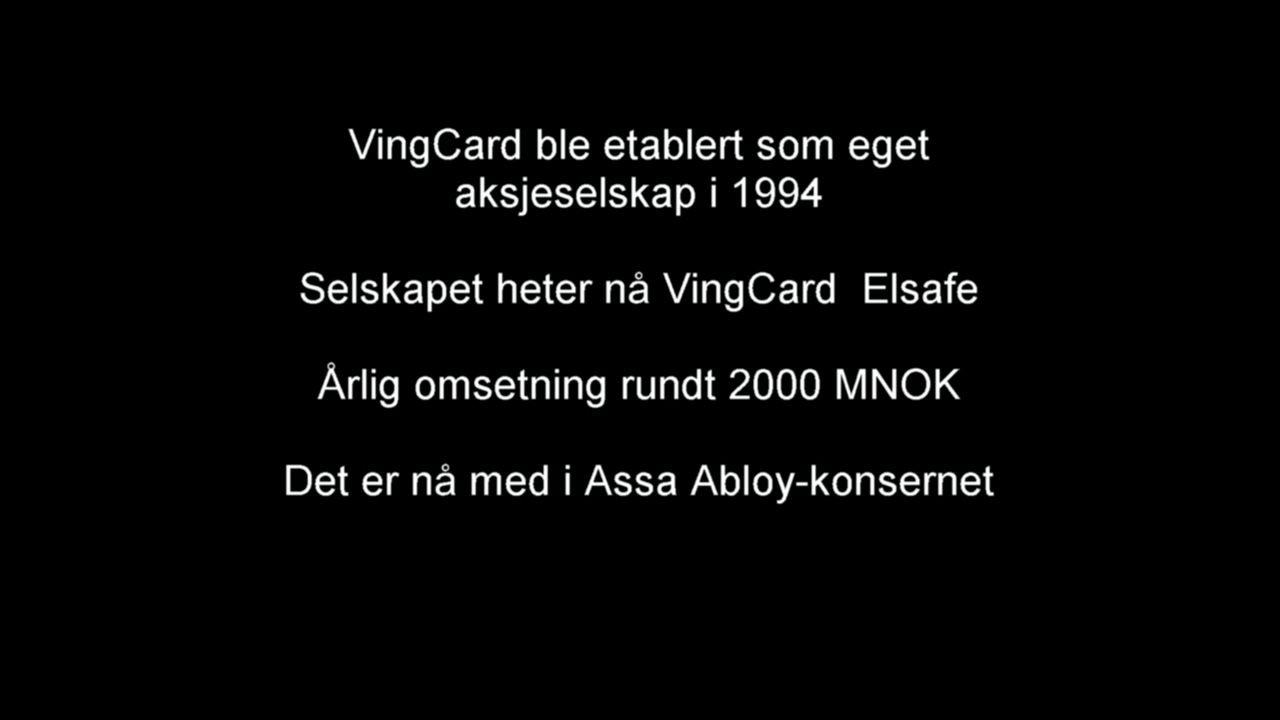 VingCard ble etablert som eget
aksjeselskap i 1994
Selskapet heter nå VingCard  Elsafe
Årlig omsetning rundt 2000 MNOK
Det er nå med i Assa Abloy-konsernet